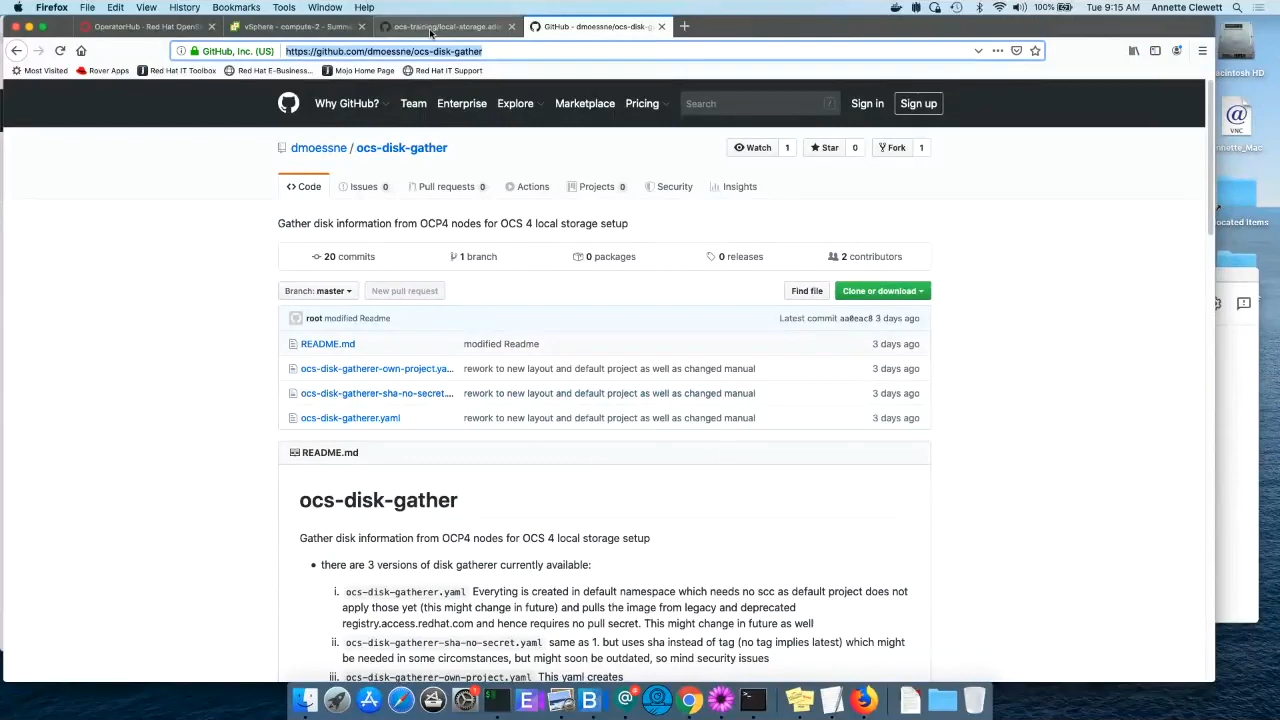 Firefox File Edit View History Bookmarks Tools Window Help 100% Tue 9:15 AM Annette Clewett
OperatorHub · Red Hat OpenShift
vSphere - compute-2 - Summa
ocs-training/local-storage.ado
GitHub - dmoessne/ocs-disk-g
GitHub, Inc. (US) https://github.com/dmoessne/ocs-disk-gather
Most Visited Rover Apps Red Hat IT Toolbox Red Hat E-Business... Mojo Home Page Red Hat IT Support
acintosh HD
VNC
nnette_Mac
ocated Items
Why GitHub? Team Enterprise Explore Marketplace Pricing Search / Sign in Sign up
dmoessne / ocs-disk-gather
Watch 1 Star 0 Fork 1
Code Issues 0 Pull requests 0 Actions Projects 0 Security Insights
Gather disk information from OCP4 nodes for OCS 4 local storage setup
20 commits 1 branch 0 packages 0 releases 2 contributors
Branch: master New pull request Find file Clone or download
root modified Readme Latest commit aa0eac8 3 days ago
README.md modified Readme 3 days ago
ocs-disk-gatherer-own-project.ya... rework to new layout and default project as well as changed manual 3 days ago
ocs-disk-gatherer-sha-no-secret.... rework to new layout and default project as well as changed manual 3 days ago
ocs-disk-gatherer.yaml rework to new layout and default project as well as changed manual 3 days ago
README.md
ocs-disk-gather
Gather disk information from OCP4 nodes for OCS 4 local storage setup
• there are 3 versions of disk gatherer currently available:
i. ocs-disk-gatherer.yaml Everyting is created in default namespace which needs no scc as default project does not
apply those yet (this might change in future) and pulls the image from legacy and deprecated
registry.access.redhat.com and hence requires no pull secret. This might change in future as well
ii. ocs-disk-gatherer-sha-no-secret.yaml same as 1. but uses sha instead of tag (no tag implies latest) which might
be needed in some circomstances, but might soon be outdated, so mind security issues
iii. ocs-disk-gatherer-own-project.yaml This yaml creates